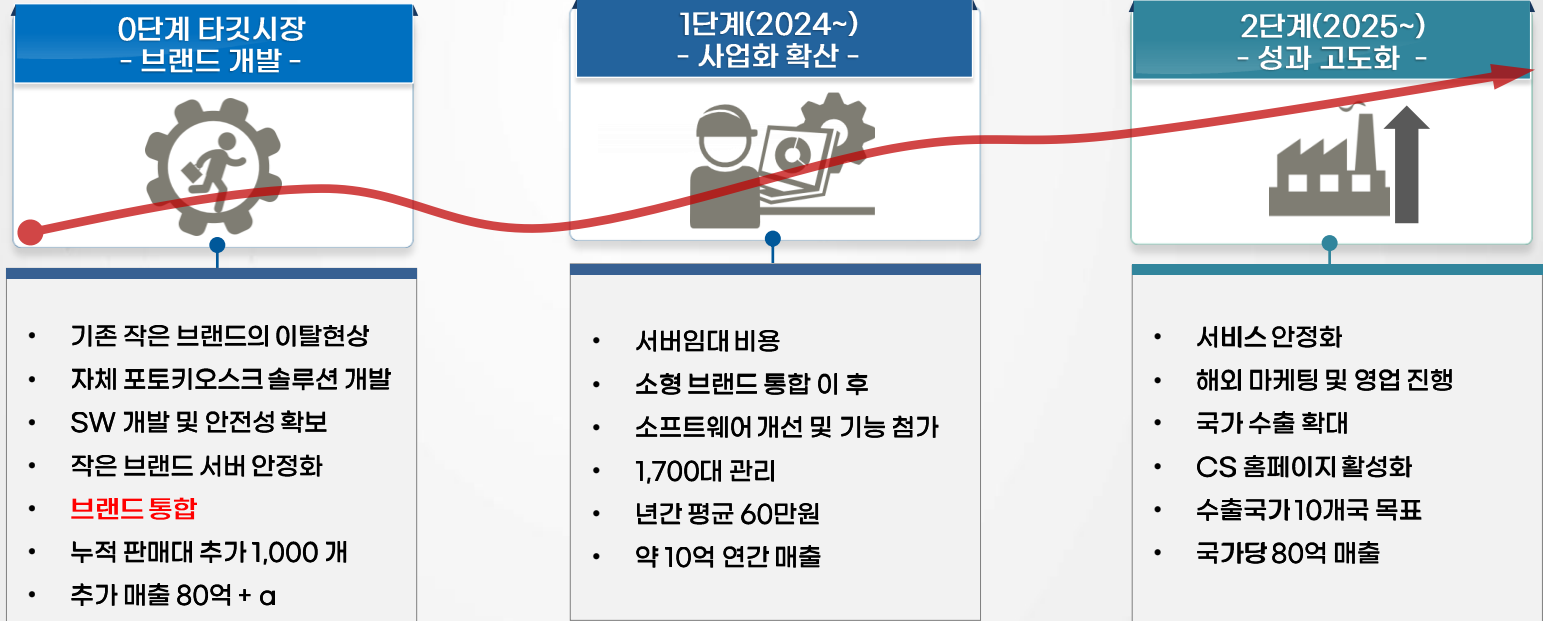 0단계 타깃시장
- 브랜드 개발 -
• 기존 작은 브랜드의 이탈현상
• 자체 포토키오스크 솔루션 개발
• SW 개발 및 안전성 확보
• 작은 브랜드 서버 안정화
• 브랜드 통합
• 누적 판매대 추가 1,000 개
• 추가 매출 80억 + α
1단계(2024~)
- 사업화 확산 -
• 서버임대 비용
• 소형 브랜드 통합 이 후
• 소프트웨어 개선 및 기능 첨가
• 1,700대 관리
• 년간 평균 60만원
• 약 10억 연간 매출
2단계(2025~)
- 성과 고도화 -
• 서비스 안정화
• 해외 마케팅 및 영업 진행
• 국가 수출 확대
• CS 홈페이지 활성화
• 수출국가 10개국 목표
• 국가당 80억 매출